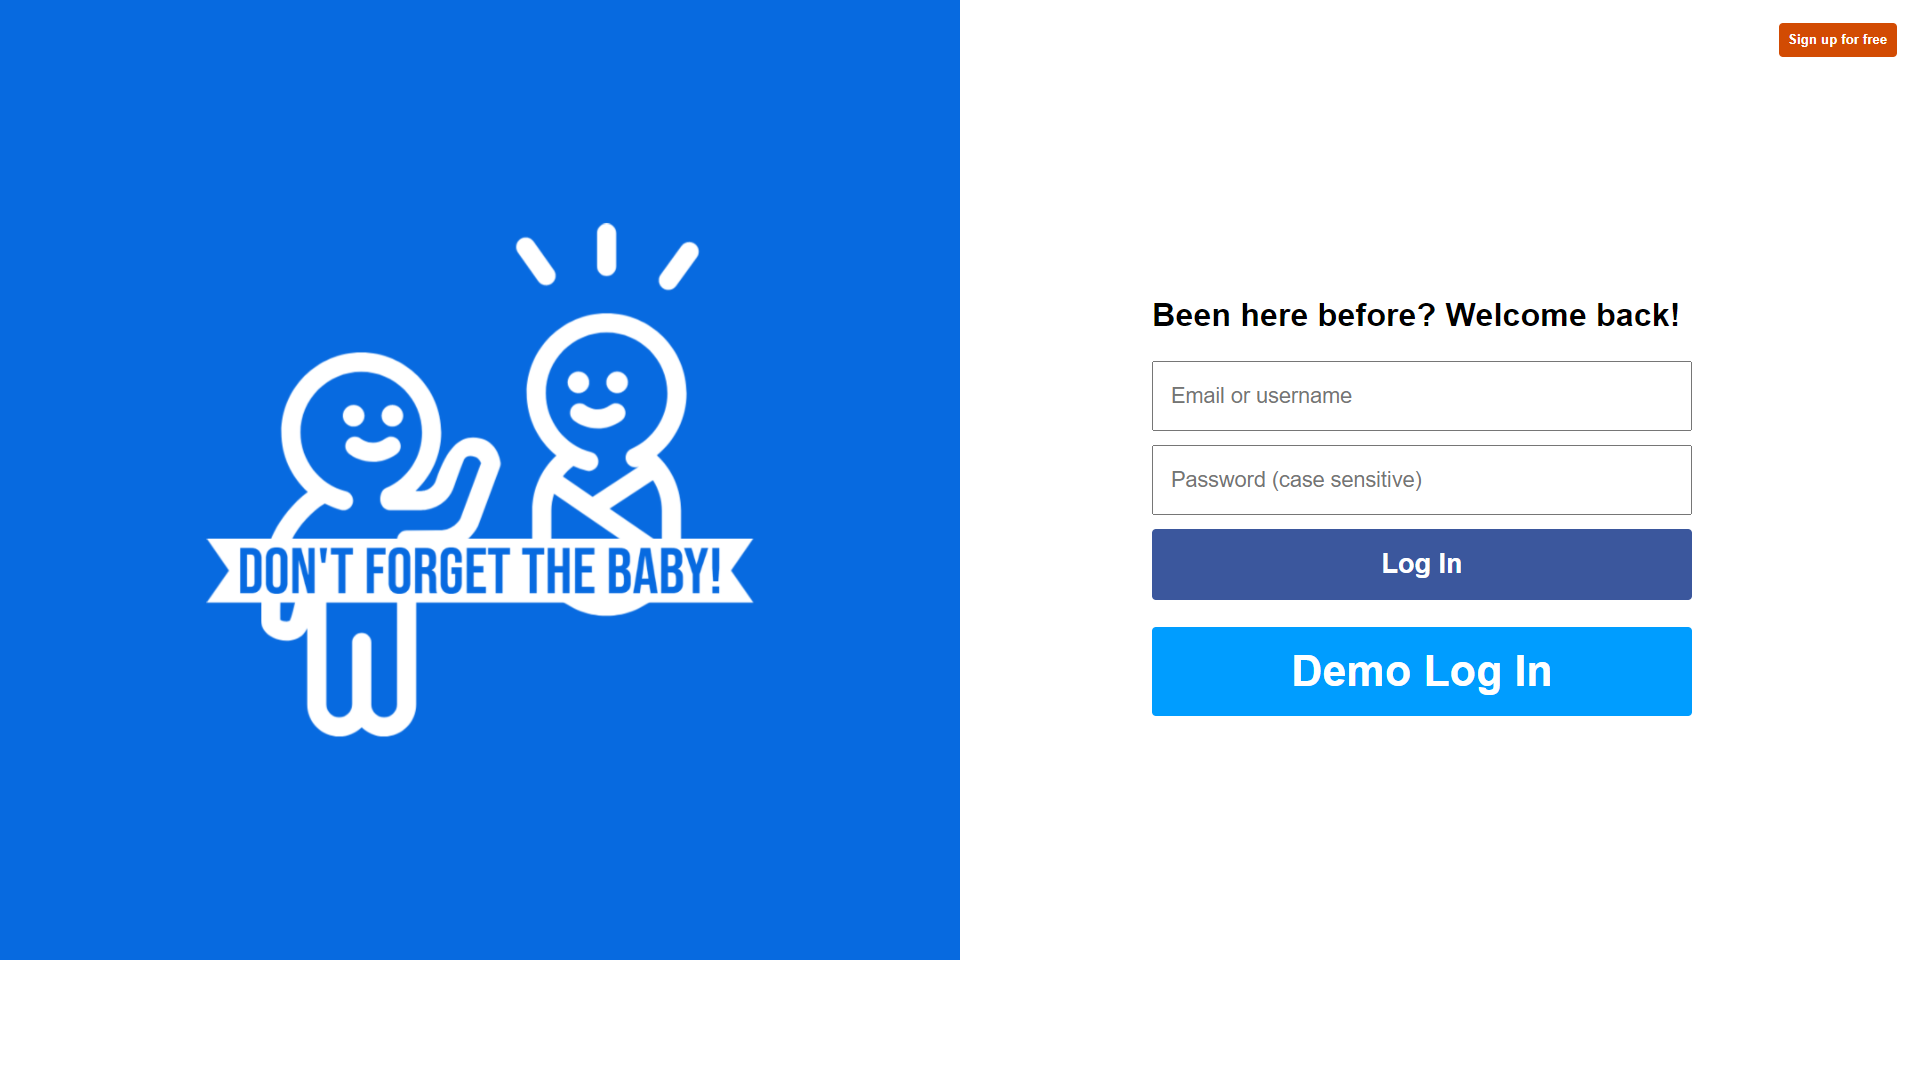 Sign up for free
DON'T FORGET THE BABY!
Been here before? Welcome back!
Email or username
Password (case sensitive)
Log In
Demo Log In